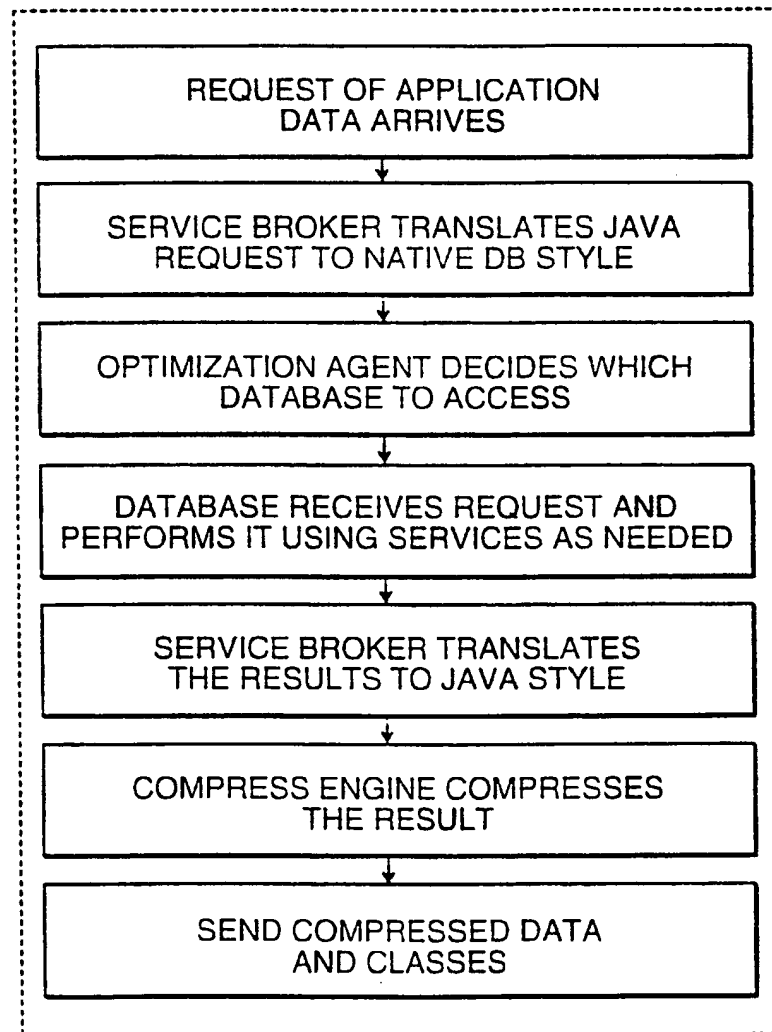 REQUEST OF APPLICATION
DATA ARRIVES
SERVICE BROKER TRANSLATES JAVA
REQUEST TO NATIVE DB STYLE
OPTIMIZATION AGENT DECIDES WHICH
DATABASE TO ACCESS
DATABASE RECEIVES REQUEST AND
PERFORMS IT USING SERVICES AS NEEDED
SERVICE BROKER TRANSLATES
THE RESULTS TO JAVA STYLE
COMPRESS ENGINE COMPRESSES
THE RESULT
SEND COMPRESSED DATA
AND CLASSES